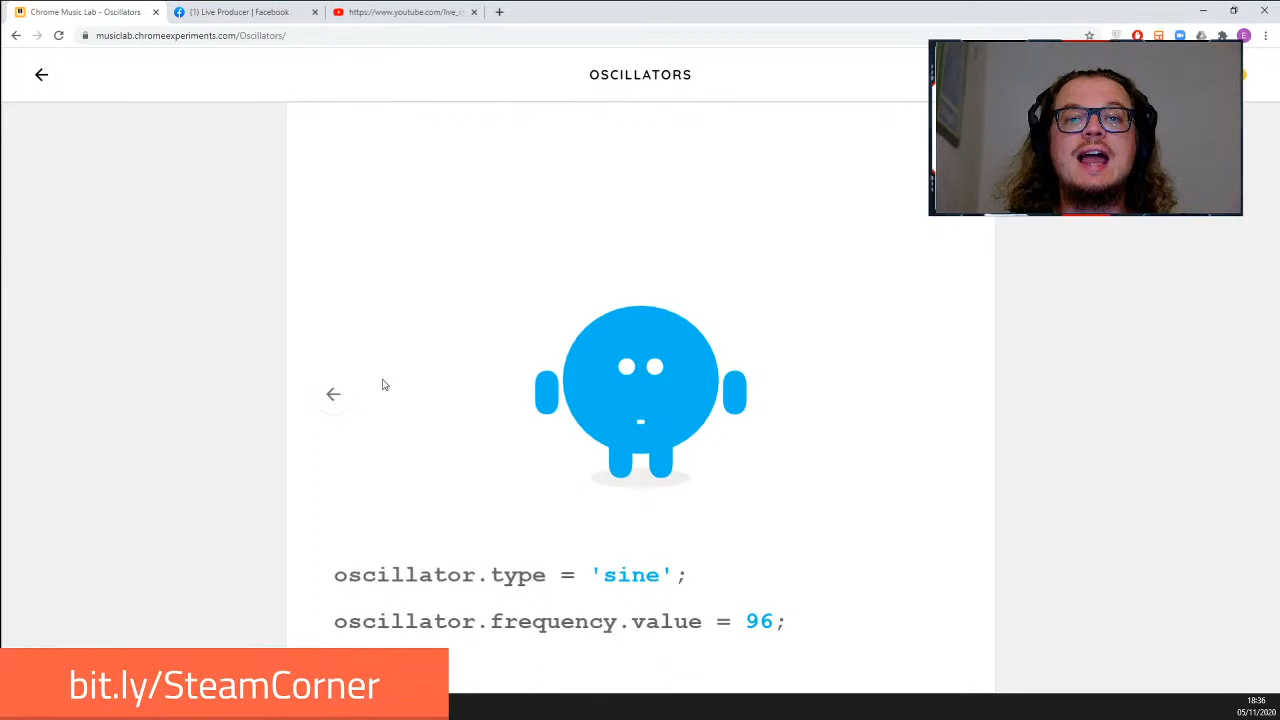 Chrome Music Lab - Oscillators
(1) Live Producer | Facebook
https://www.youtube.com/live_c
musiclab.chromeexperiments.com/Oscillators/
E
OSCILLATORS
oscillator.type = 'sine';
oscillator.frequency.value = 96;
bit.ly/SteamCorner
18:36
05/11/2020